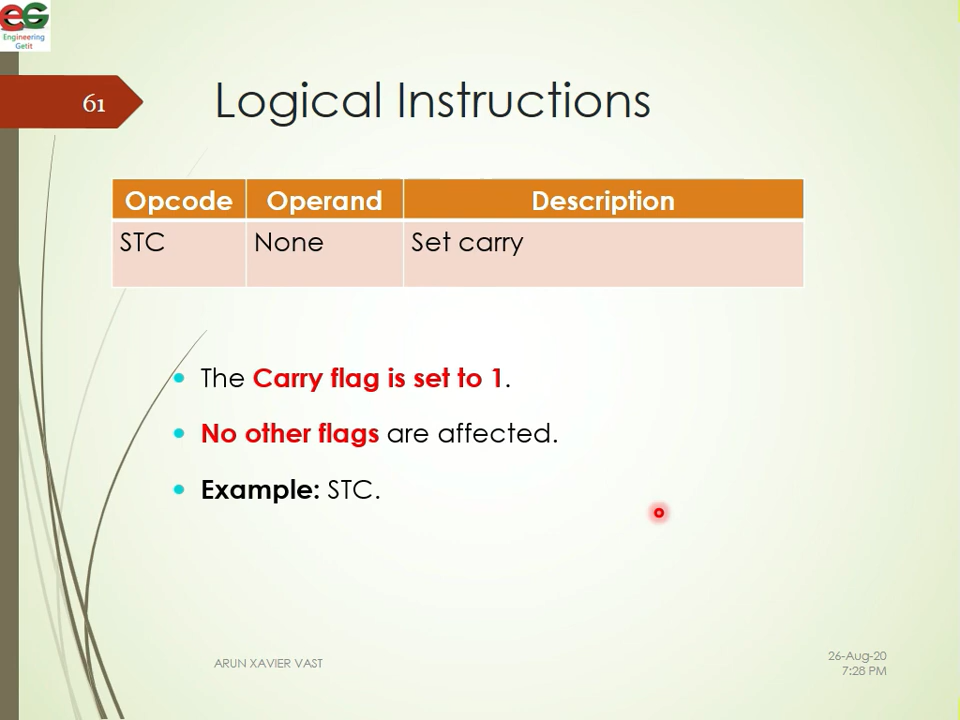 EG
Engineering
Getit
61
Logical Instructions
Opcode Operand Description
STC None Set carry
The Carry flag is set to 1.
No other flags are affected.
Example: STC.
ARUN XAVIER VAST
26-Aug-20
7:28 PM